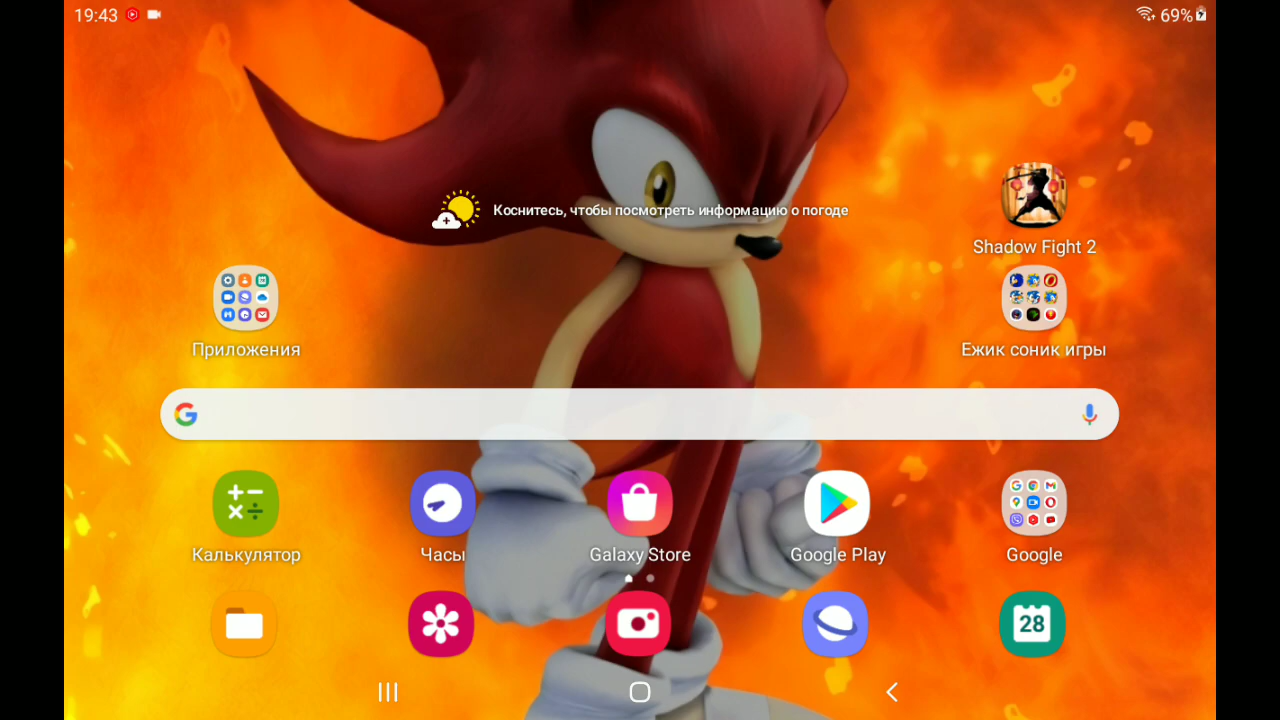 19:43
69%
Коснитесь, чтобы посмотреть информацию о погоде
Shadow Fight 2
Приложения
Ежик соник игры
Калькулятор
Часы
Galaxy Store
Google Play
Google
28